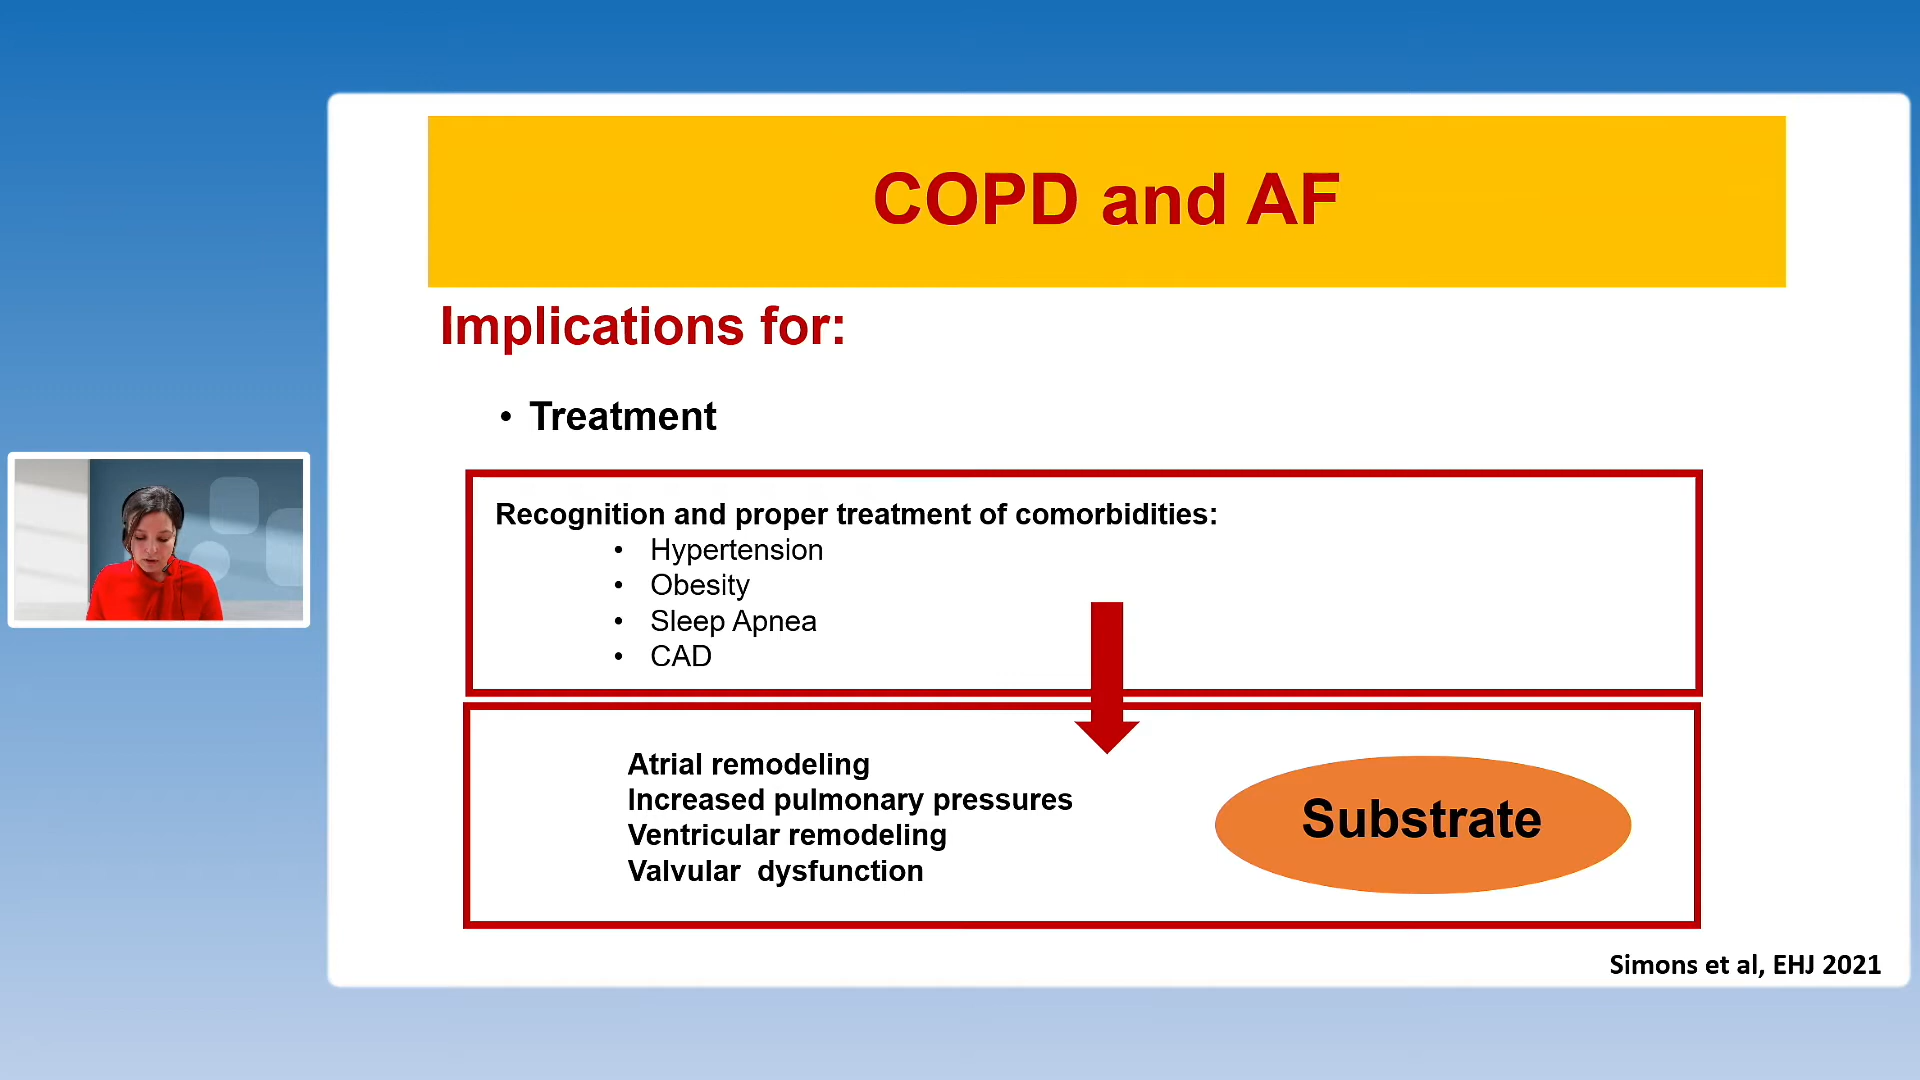 COPD and AF
Implications for:
• Treatment
Recognition and proper treatment of comorbidities:
• Hypertension
• Obesity
• Sleep Apnea
• CAD
Atrial remodeling
Increased pulmonary pressures
Ventricular remodeling
Valvular dysfunction
Substrate
Simons et al, EHJ 2021